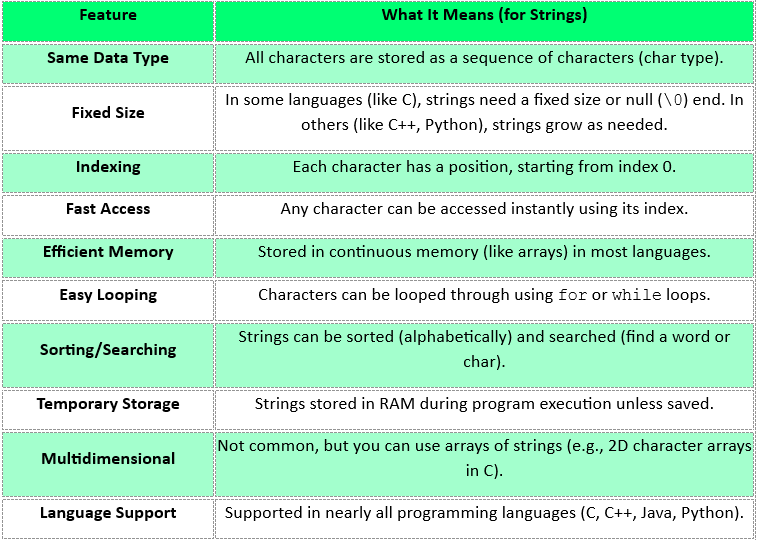 Feature What It Means (for Strings)
Same Data Type All characters are stored as a sequence of characters (char type).
Fixed Size In some languages (like C), strings need a fixed size or null (\0) end. In
others (like C++, Python), strings grow as needed.
Indexing Each character has a position, starting from index 0.
Fast Access Any character can be accessed instantly using its index.
Efficient Memory Stored in continuous memory (like arrays) in most languages.
Easy Looping Characters can be looped through using for or while loops.
Sorting/Searching Strings can be sorted (alphabetically) and searched (find a word or
char).
Temporary Storage Strings stored in RAM during program execution unless saved.
Multidimensional Not common, but you can use arrays of strings (e.g., 2D character arrays
in C).
Language Support Supported in nearly all programming languages (C, C++, Java, Python).